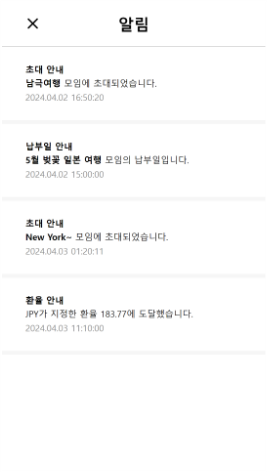 알림
초대 안내
남극여행 모임에 초대되었습니다.
2024.04.02 16:50:20
납부일 안내
5월 벚꽃 일본 여행 모임의 납부일입니다.
2024.04.02 15:00:00
초대 안내
New York~ 모임에 초대되었습니다.
2024.04.03 01:20:11
환율 안내
JPY가 지정한 환율 183.77에 도달했습니다.
2024.04.03 11:10:00